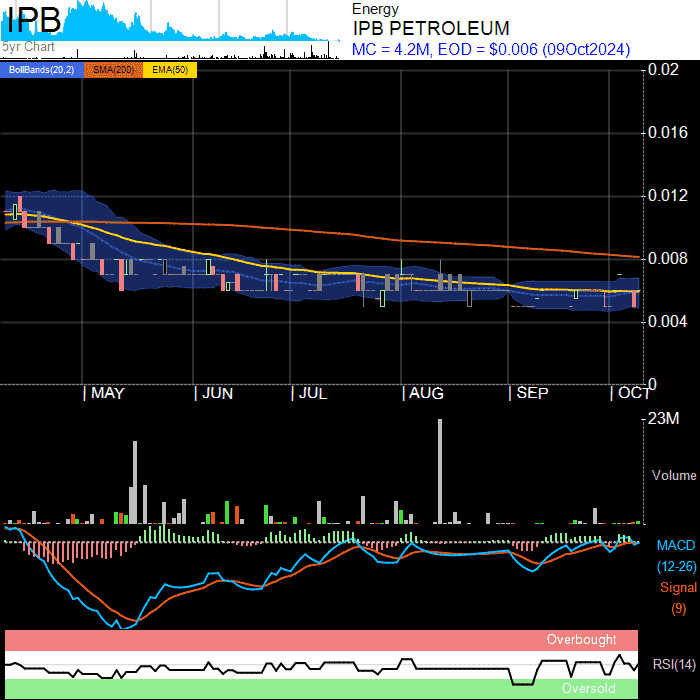 IPB
5yr Chart
Energy
IPB PETROLEUM
MC = 4.2M, EOD = $0.006 (09Oct2024)
BollBands(20,2) SMA(200) EMA(50)
0.02
0.016
0.012
0.008
0.004
0
| MAY | JUN | JUL | AUG | SEP | OCT
23M
Volume
MACD
(12-26)
Signal
(9)
Overbought
RSI(14)
Oversold